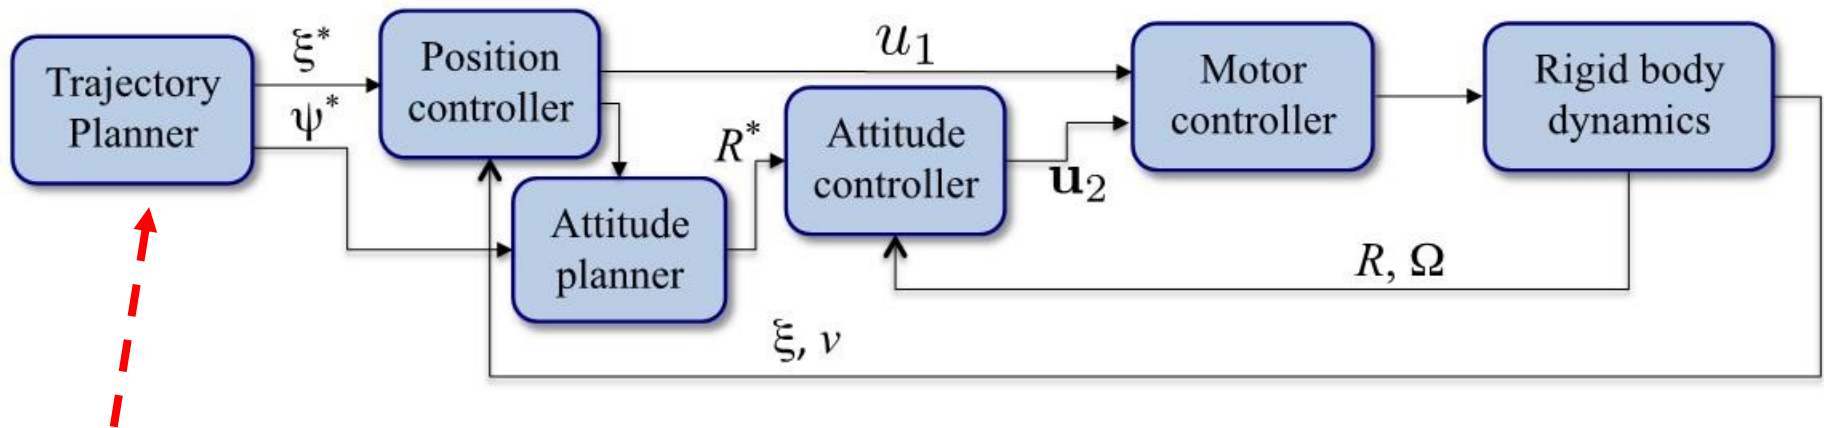 Trajectory
Planner
ξ*
ψ*
Position
controller
u₁
Attitude
planner
R*
Attitude
controller
𝐮₂
Motor
controller
Rigid body
dynamics
R, Ω
ξ, v